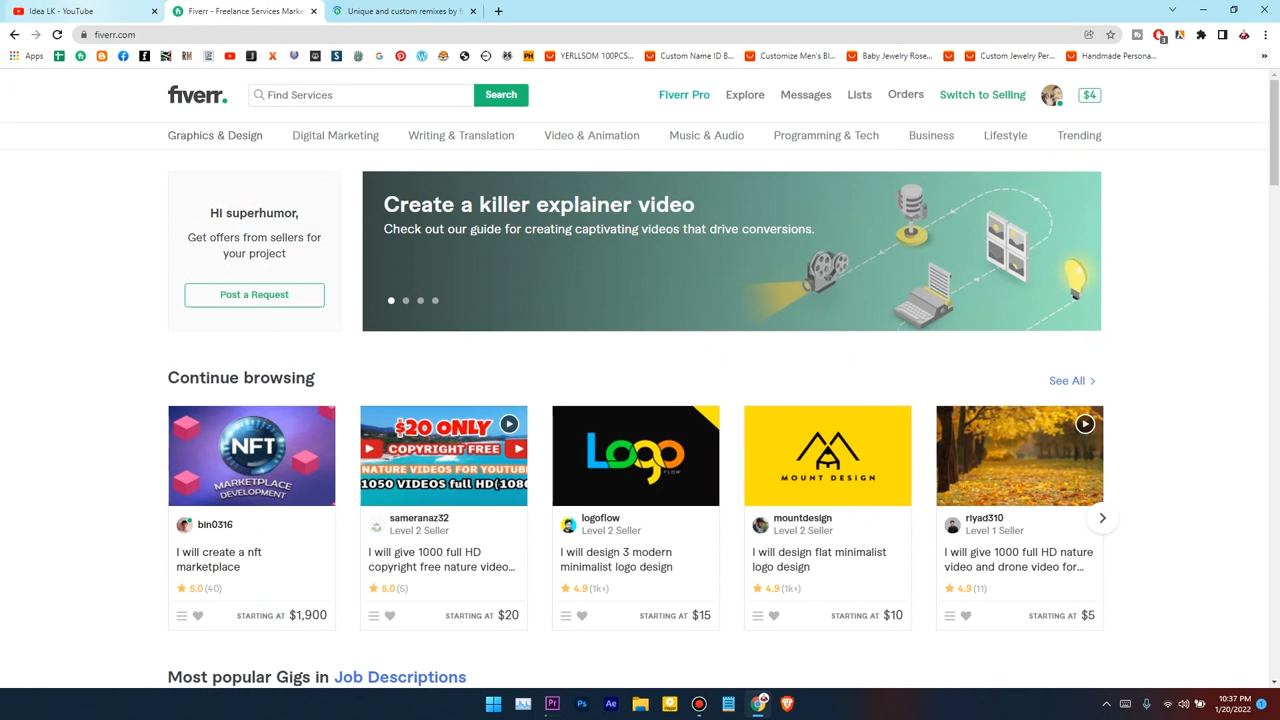 Idea LK - YouTube
Fiverr - Freelance Services Marke
Unique and custom remixes by f
fiverr.com
Apps
YERLLSOM 100PCS...
Custom Name ID B...
Customize Men's Bl...
Baby Jewelry Rose...
Custom Jewelry Per...
Handmade Persona...
fiverr.
Find Services
Search
Fiverr Pro
Explore
Messages
Lists
Orders
Switch to Selling
$4
Graphics & Design
Digital Marketing
Writing & Translation
Video & Animation
Music & Audio
Programming & Tech
Business
Lifestyle
Trending
Hi superhumor,
Get offers from sellers for
your project
Post a Request
Create a killer explainer video
Check out our guide for creating captivating videos that drive conversions.
Continue browsing
See All
NFT
MARKETPLACE
DEVELOPMENT
bin0316
I will create a nft
marketplace
5.0 (40)
STARTING AT $1,900
$20 ONLY
COPYRIGHT FREE
NATURE VIDEOS FOR YOUTUBE
1050 VIDEOS full HD(1080
sameranaz32
Level 2 Seller
I will give 1000 full HD
copyright free nature video...
5.0 (5)
STARTING AT $20
Logo
FLOW
logoflow
Level 2 Seller
I will design 3 modern
minimalist logo design
4.9 (1k+)
STARTING AT $15
MOUNT DESIGN
mountdesign
Level 2 Seller
I will design flat minimalist
logo design
4.9 (1k+)
STARTING AT $10
riyad310
Level 1 Seller
I will give 1000 full HD nature
video and drone video for...
4.9 (11)
STARTING AT $5
Most popular Gigs in Job Descriptions
10:37 PM
1/20/2022